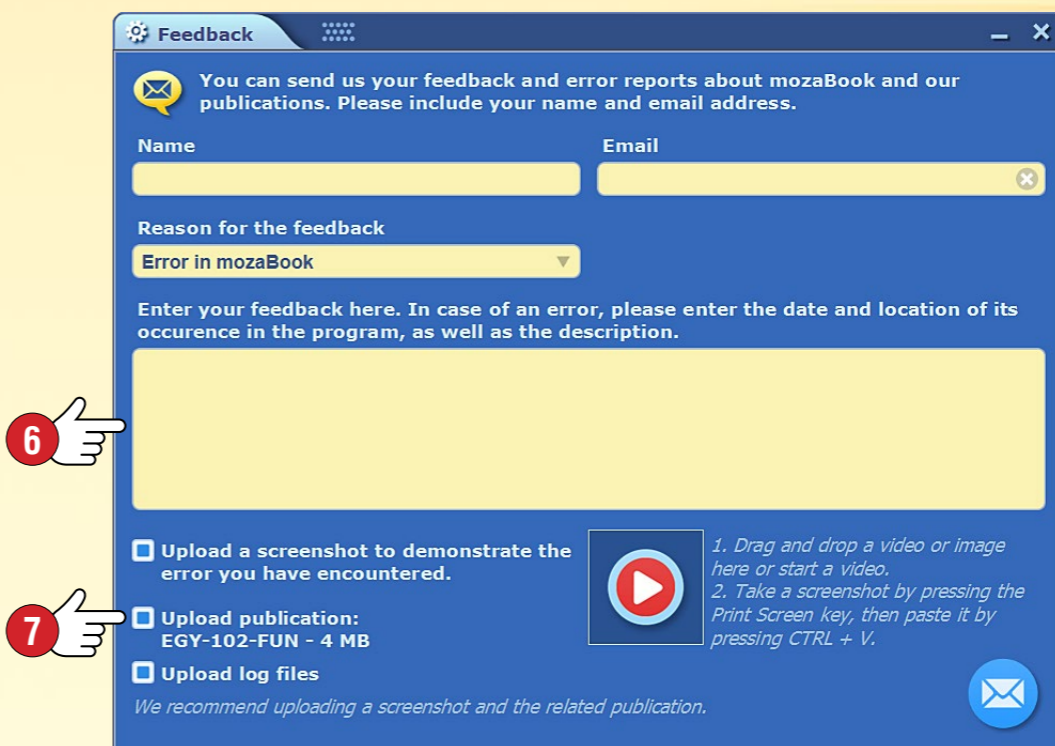 Feedback
You can send us your feedback and error reports about mozaBook and our
publications. Please include your name and email address.
Name
Email
Reason for the feedback
Error in mozaBook
Enter your feedback here. In case of an error, please enter the date and location of its
occurence in the program, as well as the description.
6
Upload a screenshot to demonstrate the
error you have encountered.
7
Upload publication:
EGY-102-FUN - 4 MB
Upload log files
1. Drag and drop a video or image
here or start a video.
2. Take a screenshot by pressing the
Print Screen key, then paste it by
pressing CTRL + V.
We recommend uploading a screenshot and the related publication.